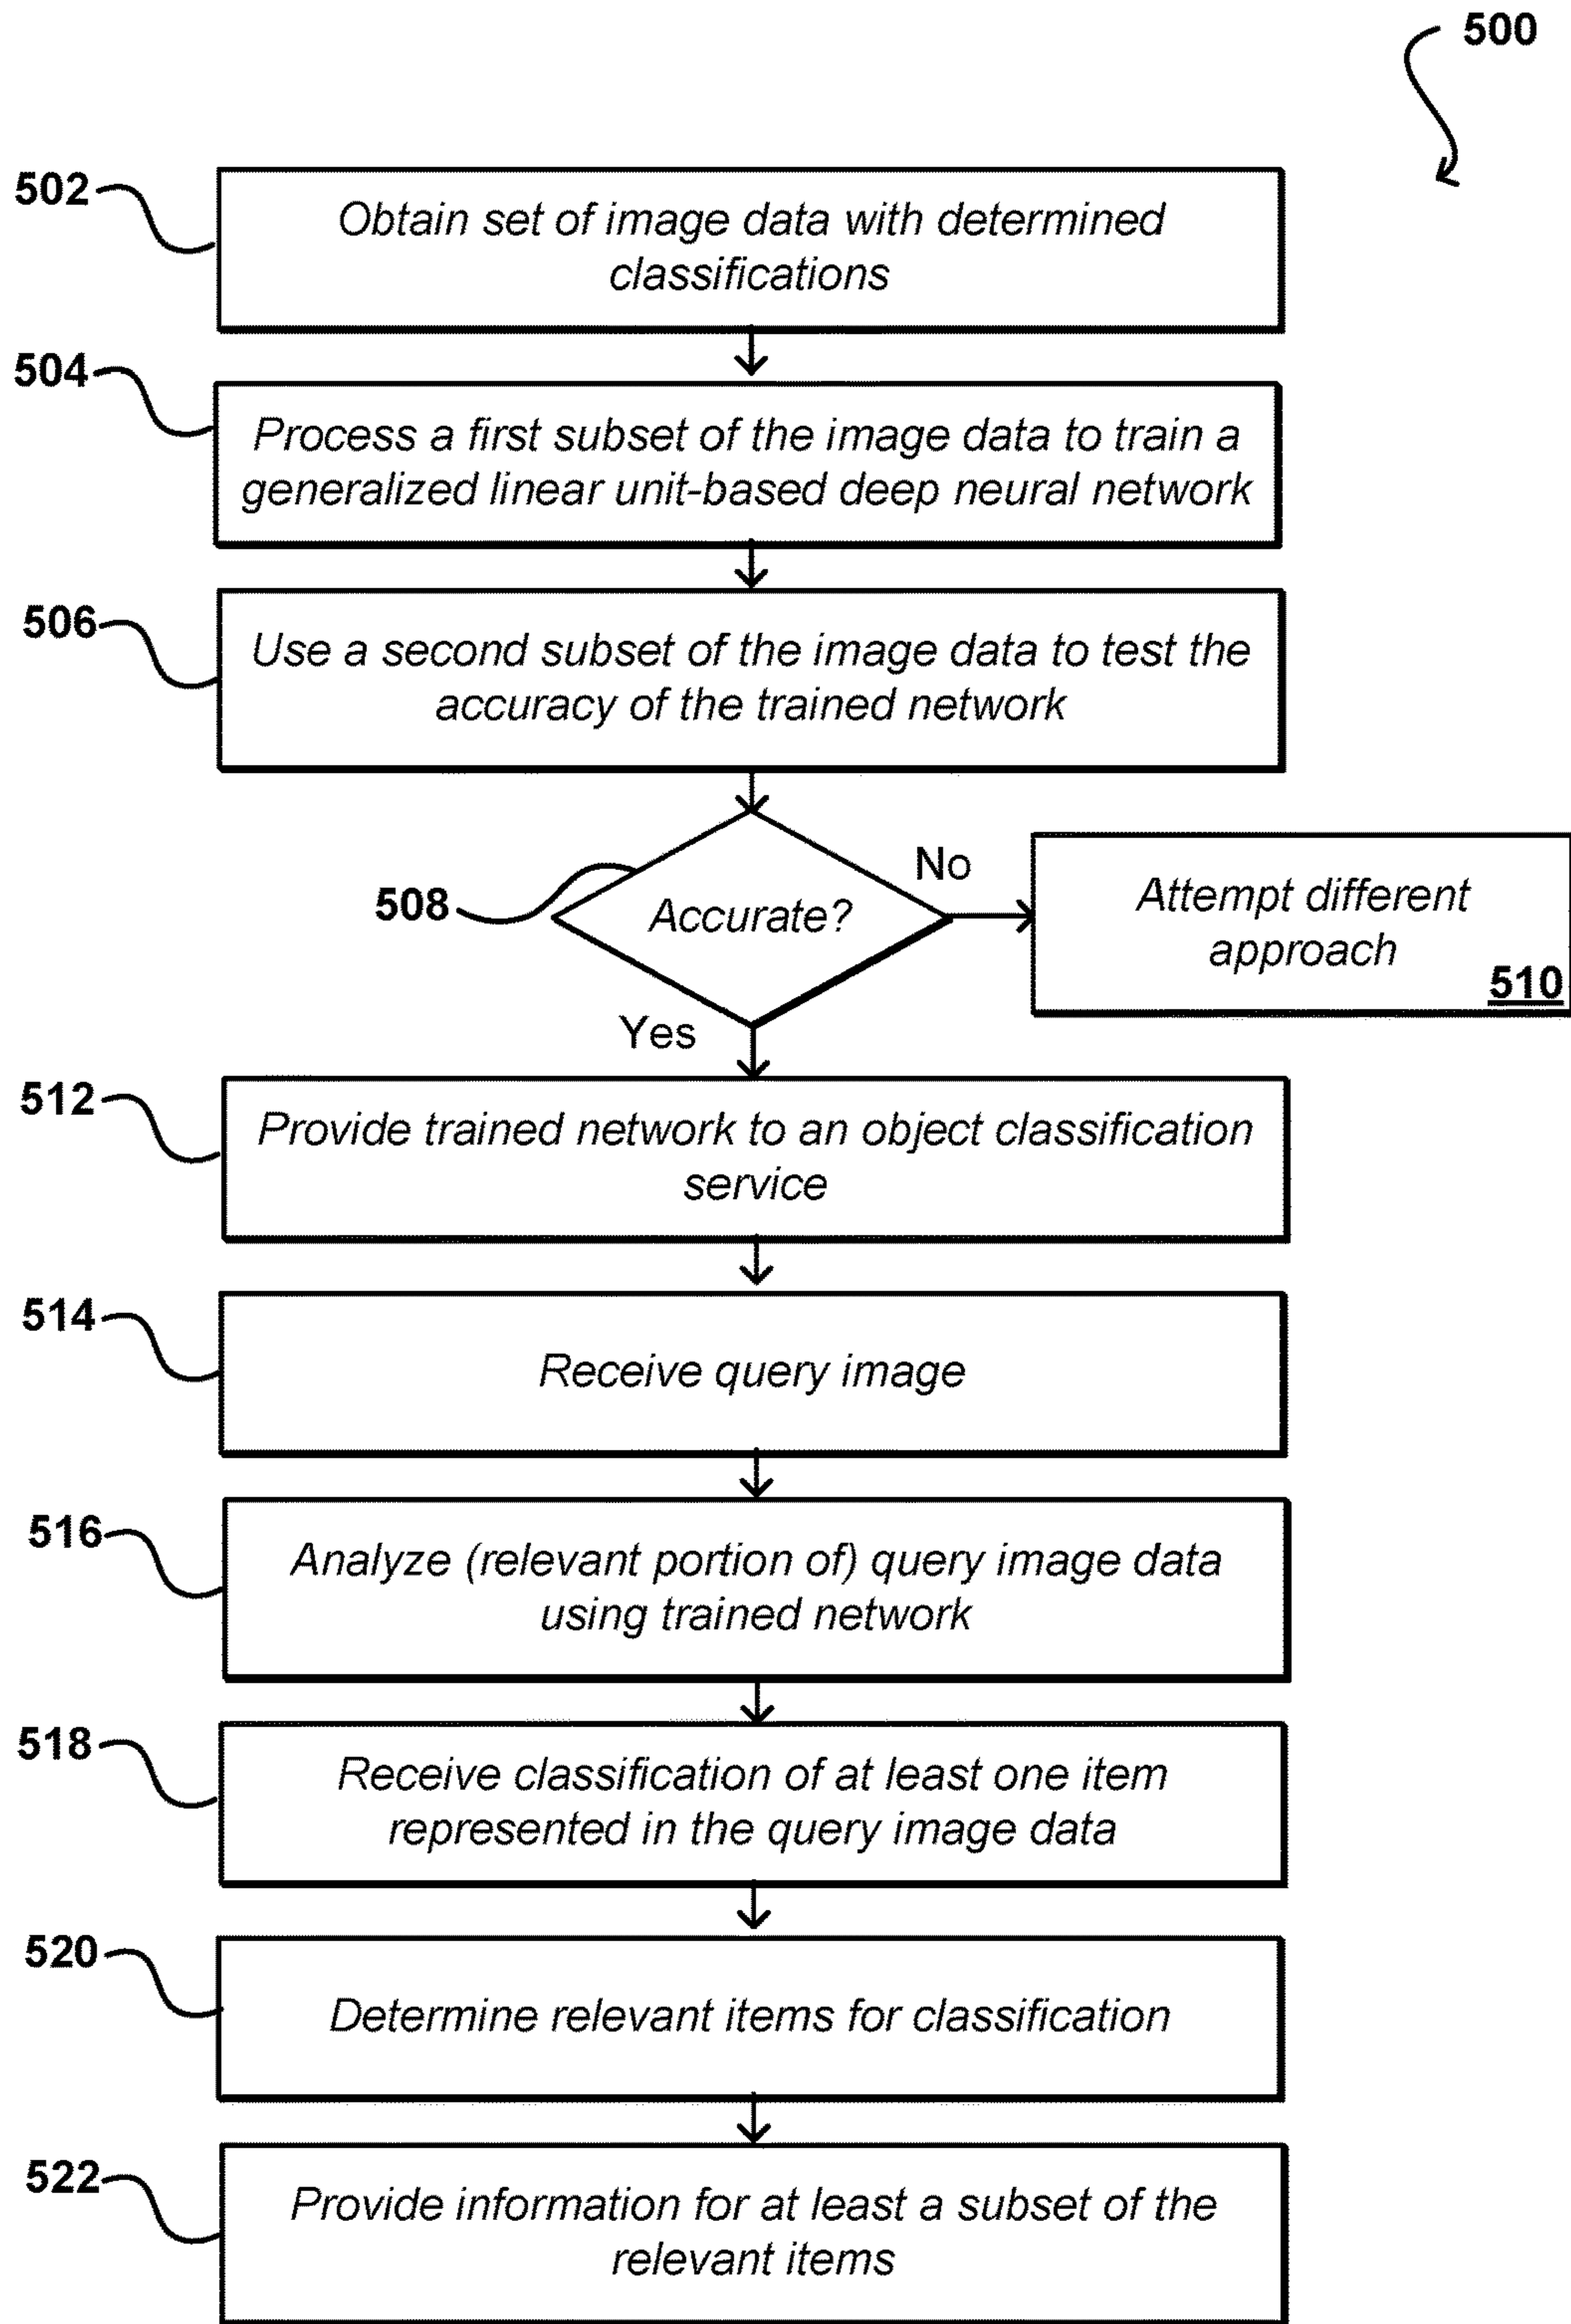 500
502
Obtain set of image data with determined
classifications
504
Process a first subset of the image data to train a
generalized linear unit-based deep neural network
506
Use a second subset of the image data to test the
accuracy of the trained network
508
Accurate?
No
Attempt different
approach
510
Yes
512
Provide trained network to an object classification
service
514
Receive query image
516
Analyze (relevant portion of) query image data
using trained network
518
Receive classification of at least one item
represented in the query image data
520
Determine relevant items for classification
522
Provide information for at least a subset of the
relevant items